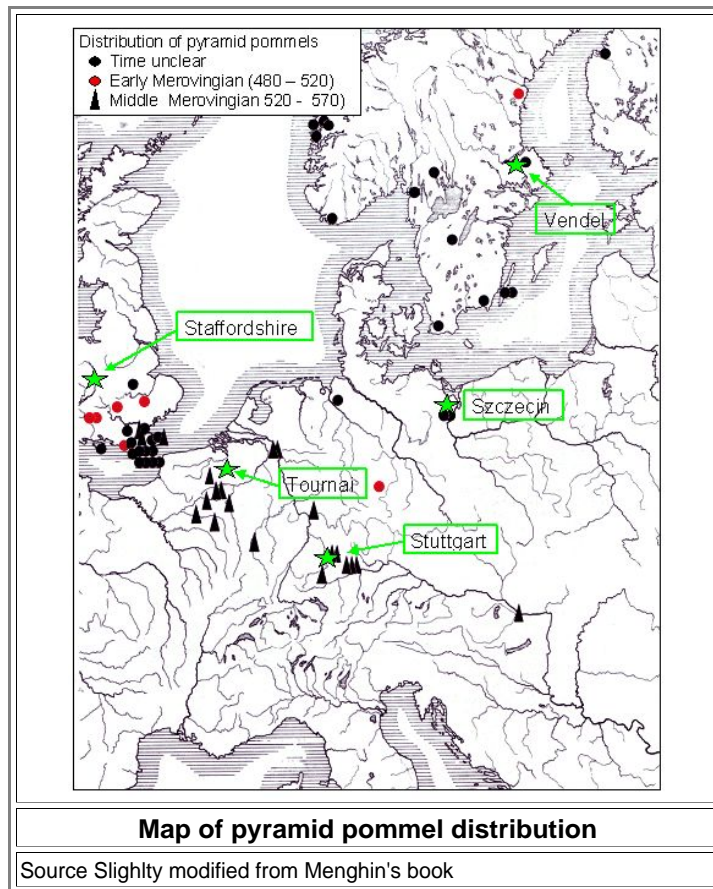 Distribution of pyramid pommels
Time unclear
Early Merovingian (480 – 520)
Middle Merovingian 520 - 570)
Vendel
Staffordshire
Szczecin
Tournai
Stuttgart
Map of pyramid pommel distribution
Source Slighlty modified from Menghin's book